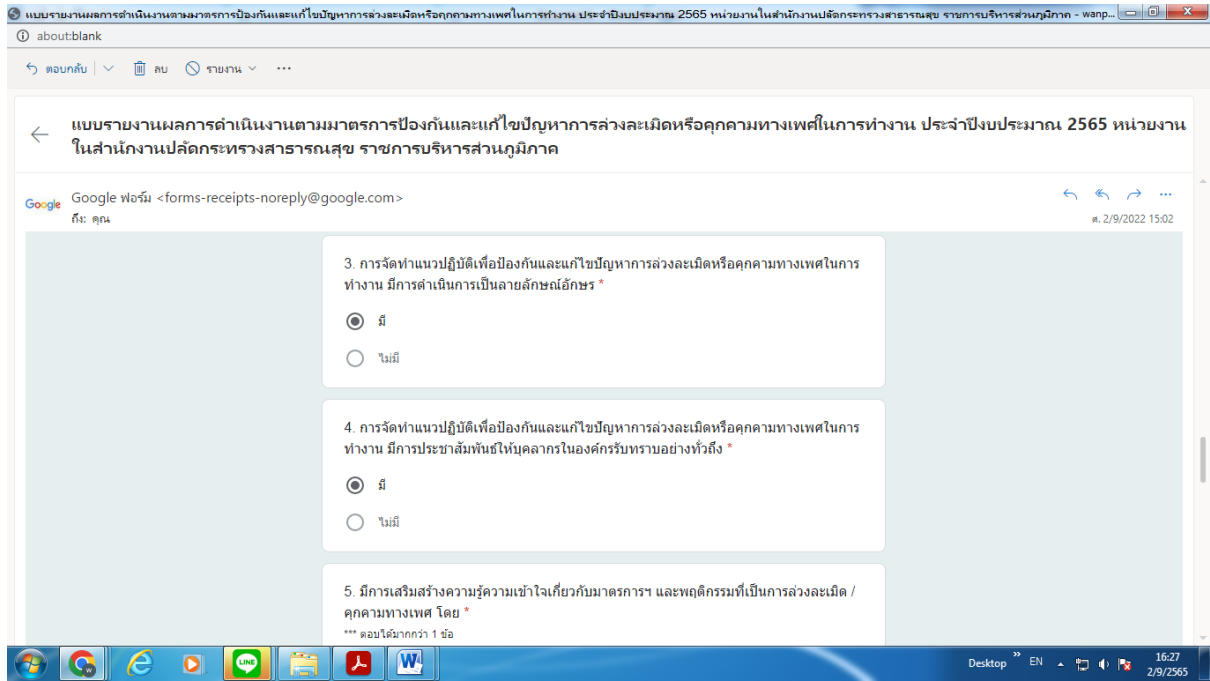 แบบรายงานผลการดำเนินงานตามมาตรการป้องกันและแก้ไขปัญหาการล่วงละเมิดหรือคุกคามทางเพศในการทำงาน ประจำปีงบประมาณ 2565 หน่วยงานในสำนักงานปลัดกระทรวงสาธารณสุข ราชการบริหารส่วนภูมิภาค - wanp...
about:blank
ตอบกลับ ลบ รายงาน ...
แบบรายงานผลการดำเนินงานตามมาตรการป้องกันและแก้ไขปัญหาการล่วงละเมิดหรือคุกคามทางเพศในการทำงาน ประจำปีงบประมาณ 2565 หน่วยงาน
ในสำนักงานปลัดกระทรวงสาธารณสุข ราชการบริหารส่วนภูมิภาค
Google
Google ฟอร์ม <forms-receipts-noreply@google.com>
ถึง: คุณ
ศ. 2/9/2022 15:02
3. การจัดทำแนวปฏิบัติเพื่อป้องกันและแก้ไขปัญหาการล่วงละเมิดหรือคุกคามทางเพศในการ
ทำงาน มีการดำเนินการเป็นลายลักษณ์อักษร *
มี
ไม่มี
4. การจัดทำแนวปฏิบัติเพื่อป้องกันและแก้ไขปัญหาการล่วงละเมิดหรือคุกคามทางเพศในการ
ทำงาน มีการประชาสัมพันธ์ให้บุคลากรในองค์กรรับทราบอย่างทั่วถึง *
มี
ไม่มี
5. มีการเสริมสร้างความรู้ความเข้าใจเกี่ยวกับมาตรการฯ และพฤติกรรมที่เป็นการล่วงละเมิด /
คุกคามทางเพศ โดย *
*** ตอบได้มากกว่า 1 ข้อ
LINE
Desktop » EN
16:27
2/9/2565